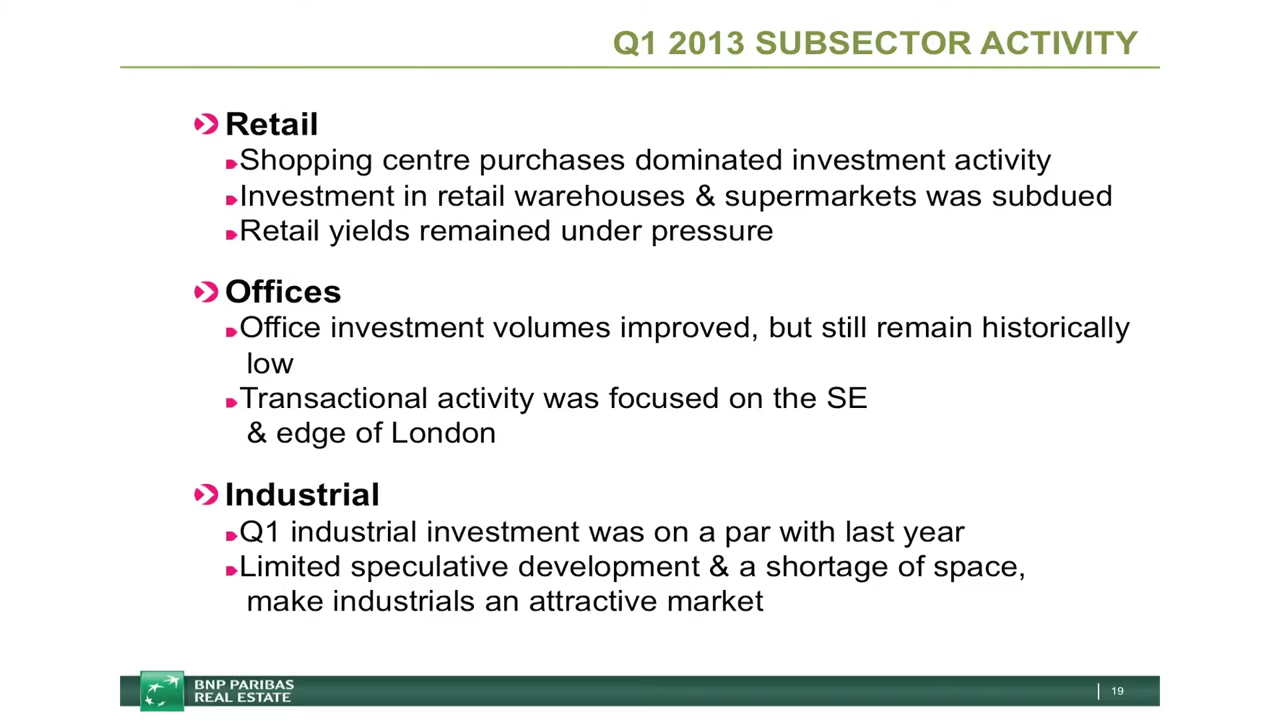 Q1 2013 SUBSECTOR ACTIVITY
Retail
Shopping centre purchases dominated investment activity
Investment in retail warehouses & supermarkets was subdued
Retail yields remained under pressure
Offices
Office investment volumes improved, but still remain historically
low
Transactional activity was focused on the SE
& edge of London
Industrial
Q1 industrial investment was on a par with last year
Limited speculative development & a shortage of space,
make industrials an attractive market
BNP PARIBAS
REAL ESTATE
19